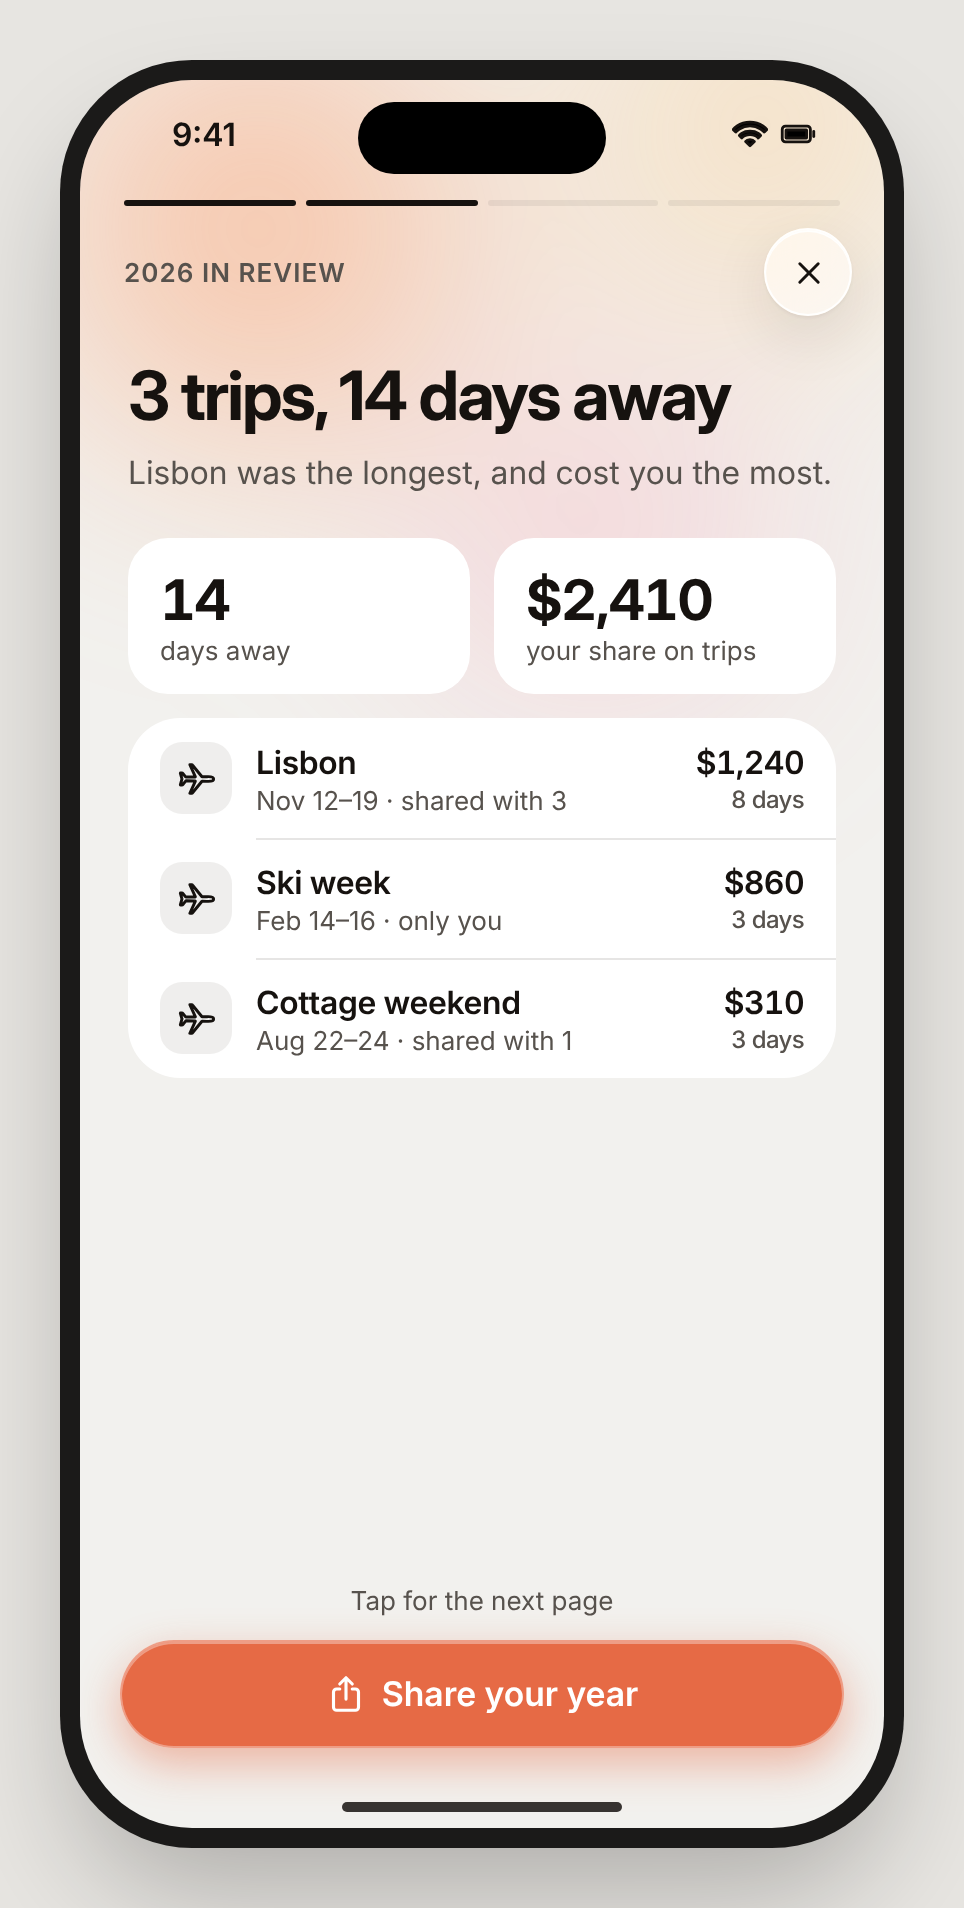 9:41
2026 IN REVIEW
3 trips, 14 days away
Lisbon was the longest, and cost you the most.
14
days away
$2,410
your share on trips
Lisbon
$1,240
Nov 12–19 · shared with 3
8 days
Ski week
$860
Feb 14–16 · only you
3 days
Cottage weekend
$310
Aug 22–24 · shared with 1
3 days
Tap for the next page
Share your year